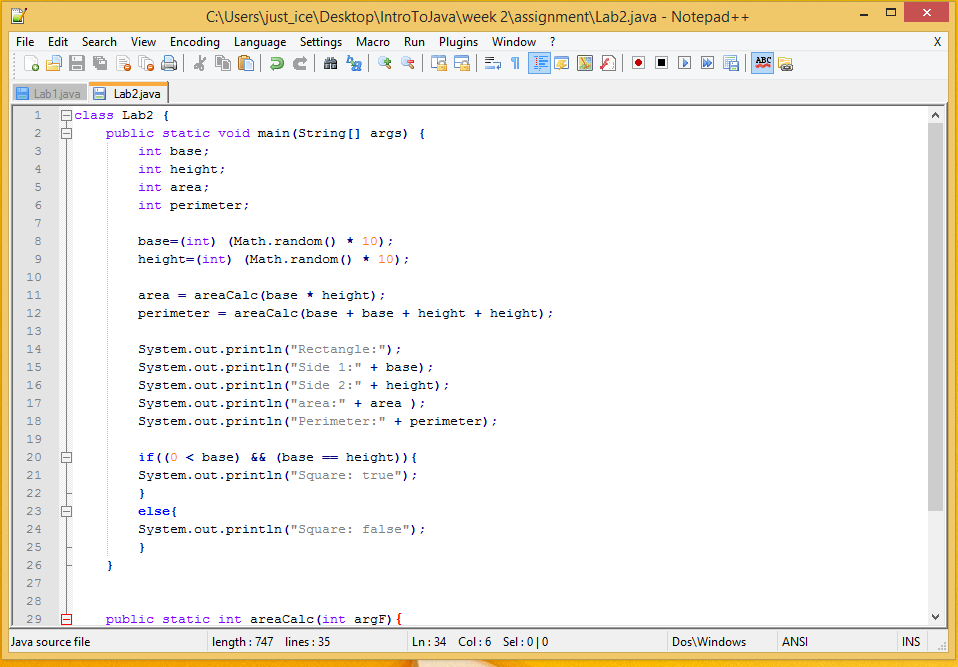 C:\Users\just_ice\Desktop\IntroToJava\week 2\assignment\Lab2.java - Notepad++
File Edit Search View Encoding Language Settings Macro Run Plugins Window ? X
ABC
Lab1.java Lab2.java
1 class Lab2 {
2 public static void main(String[] args) {
3 int base;
4 int height;
5 int area;
6 int perimeter;
7
8 base=(int) (Math.random() * 10);
9 height=(int) (Math.random() * 10);
10
11 area = areaCalc(base * height);
12 perimeter = areaCalc(base + base + height + height);
13
14 System.out.println("Rectangle:");
15 System.out.println("Side 1:" + base);
16 System.out.println("Side 2:" + height);
17 System.out.println("area:" + area );
18 System.out.println("Perimeter:" + perimeter);
19
20 if((0 < base) && (base == height)){
21 System.out.println("Square: true");
22 }
23 else{
24 System.out.println("Square: false");
25 }
26 }
27
28
29 public static int areaCalc(int argF){
Java source file length : 747 lines : 35 Ln : 34 Col : 6 Sel : 0 | 0 Dos\Windows ANSI INS